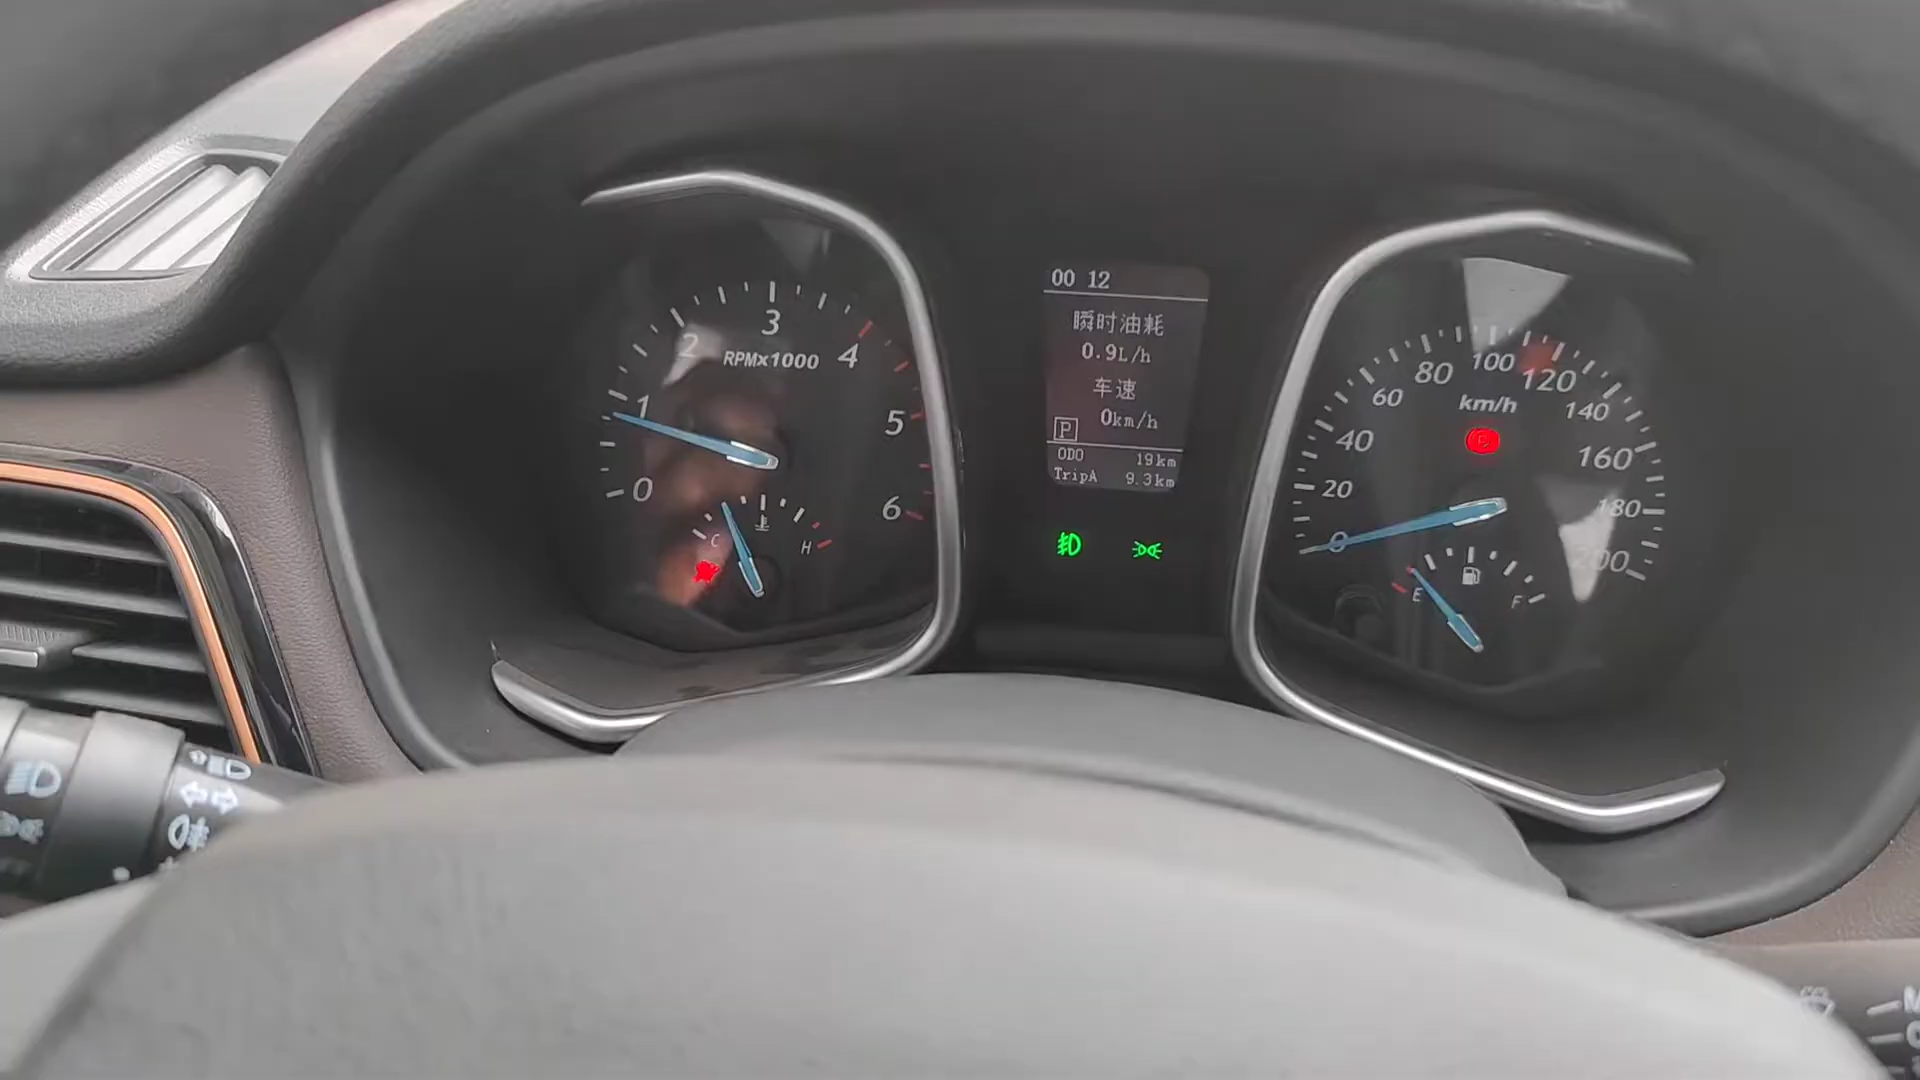 00 12
瞬时油耗
0.9L/h
车速
0km/h
P
ODO 19km
TripA 9.3km
0
1
2
3
4
5
6
RPMx1000
C
H
0
20
40
60
80
100
120
140
160
180
200
km/h
P
E
F